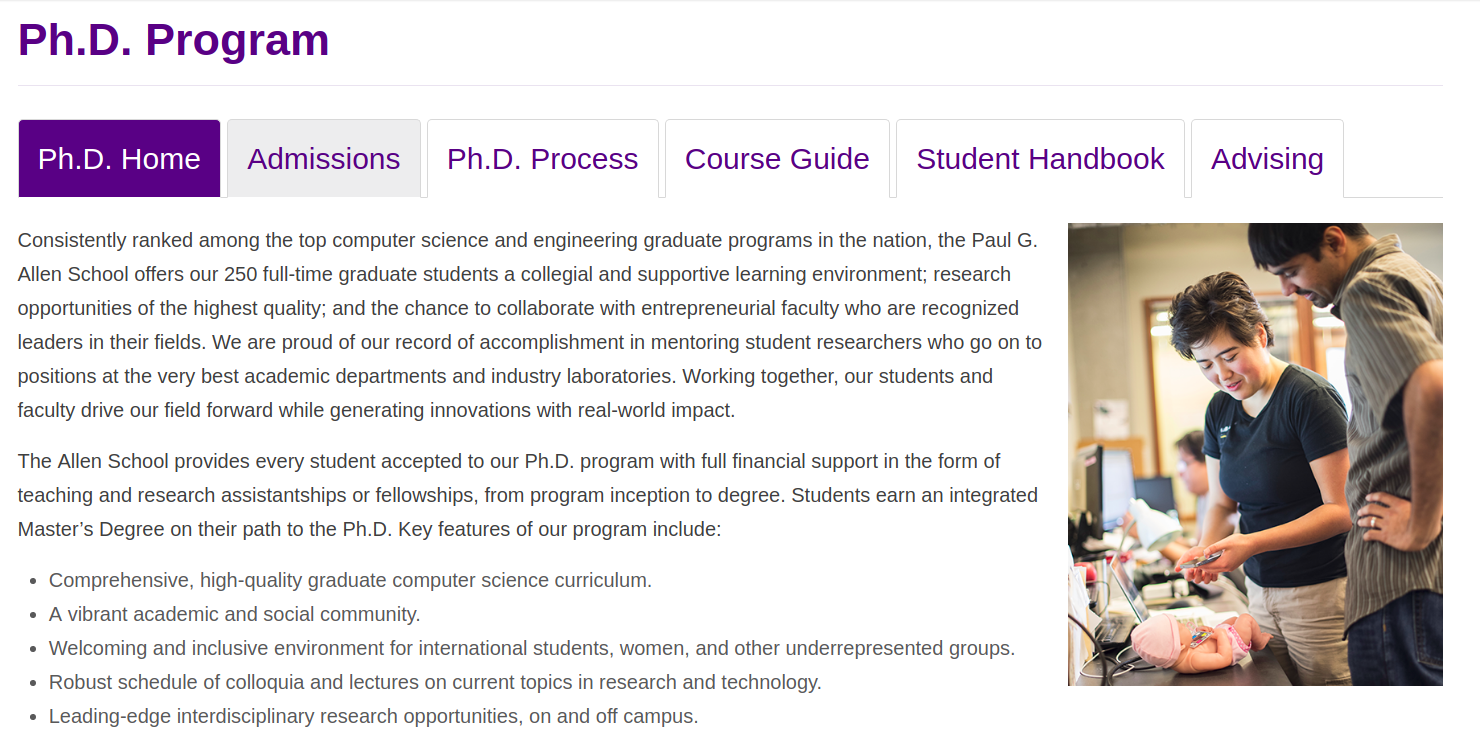 Ph.D. Program
Ph.D. Home
Admissions
Ph.D. Process
Course Guide
Student Handbook
Advising
Consistently ranked among the top computer science and engineering graduate programs in the nation, the Paul G.
Allen School offers our 250 full-time graduate students a collegial and supportive learning environment; research
opportunities of the highest quality; and the chance to collaborate with entrepreneurial faculty who are recognized
leaders in their fields. We are proud of our record of accomplishment in mentoring student researchers who go on to
positions at the very best academic departments and industry laboratories. Working together, our students and
faculty drive our field forward while generating innovations with real-world impact.
The Allen School provides every student accepted to our Ph.D. program with full financial support in the form of
teaching and research assistantships or fellowships, from program inception to degree. Students earn an integrated
Master’s Degree on their path to the Ph.D. Key features of our program include:
• Comprehensive, high-quality graduate computer science curriculum.
• A vibrant academic and social community.
• Welcoming and inclusive environment for international students, women, and other underrepresented groups.
• Robust schedule of colloquia and lectures on current topics in research and technology.
• Leading-edge interdisciplinary research opportunities, on and off campus.